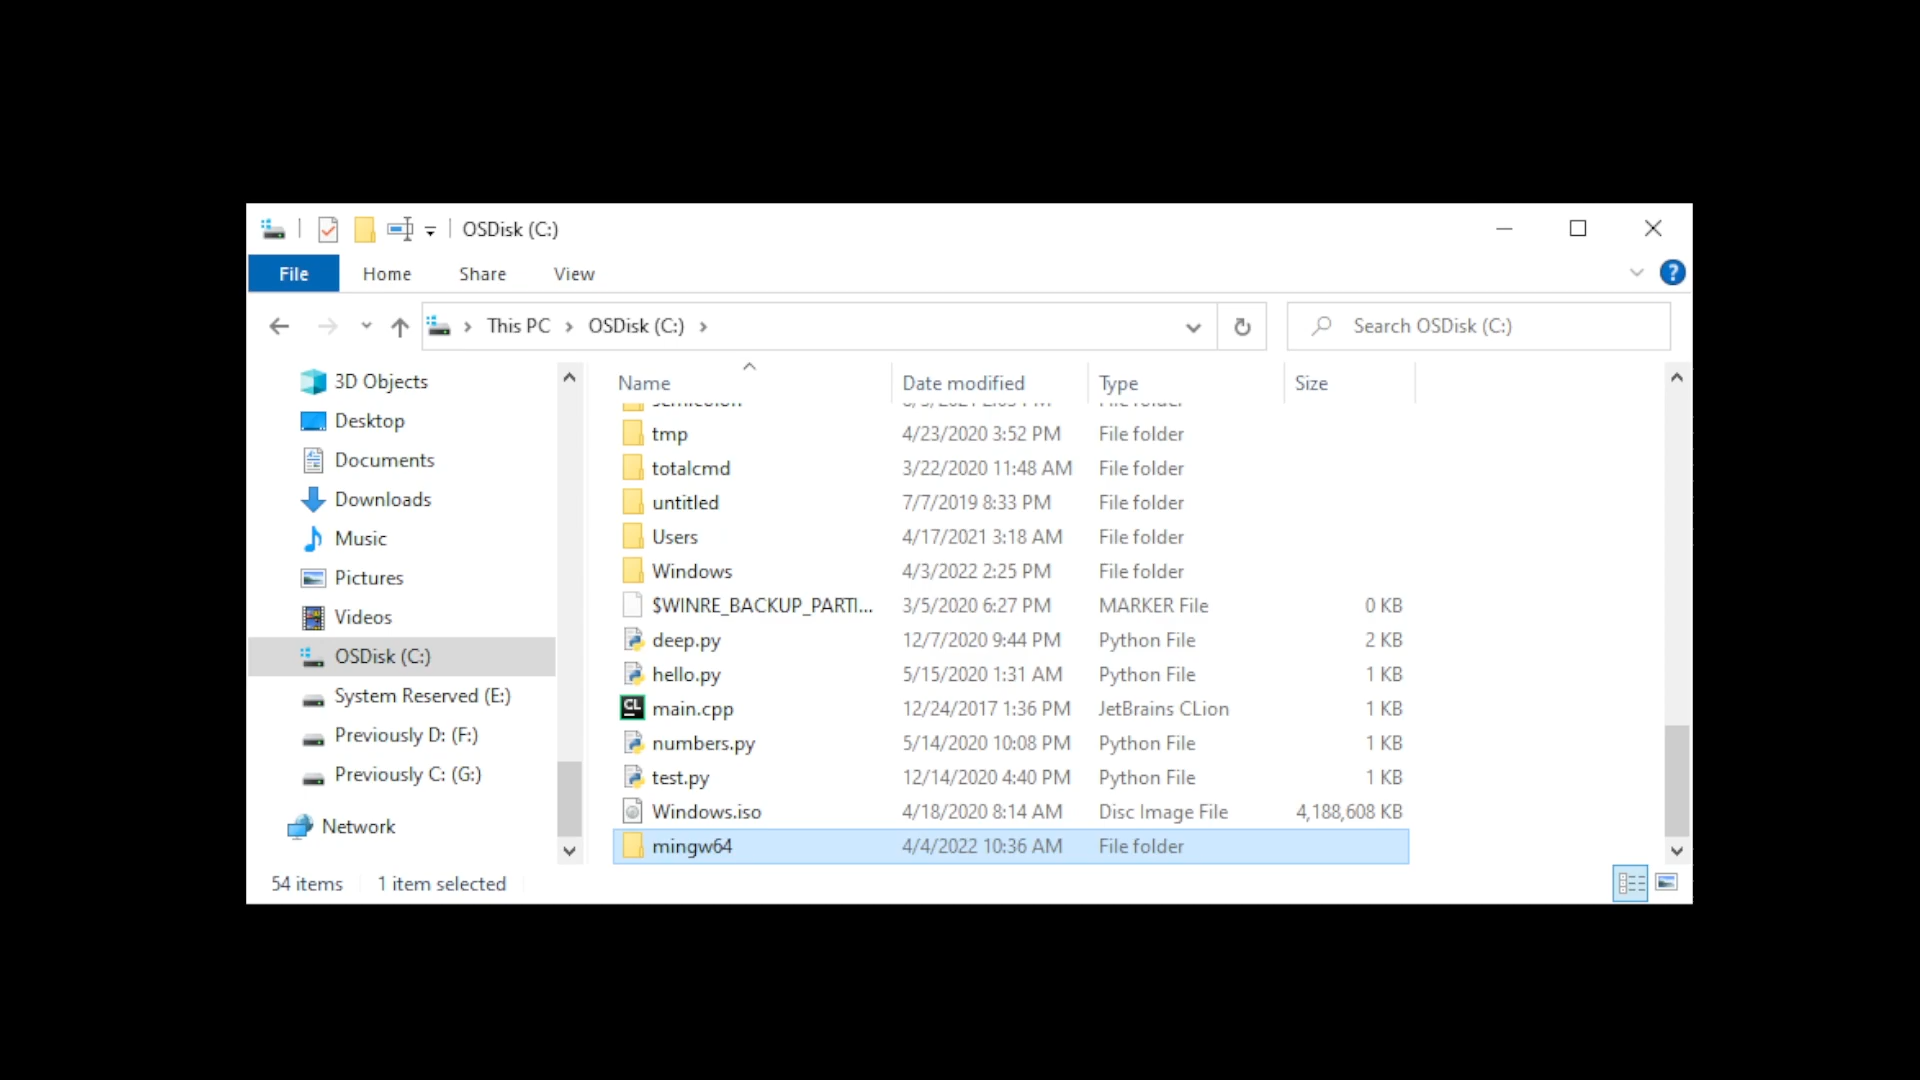 OSDisk (C:)
File Home Share View ?
This PC OSDisk (C:) Search OSDisk (C:)
Name Date modified Type Size
3D Objects
Desktop
Documents
Downloads
Music
Pictures
Videos
OSDisk (C:)
System Reserved (E:)
Previously D: (F:)
Previously C: (G:)
Network
tmp 4/23/2020 3:52 PM File folder
totalcmd 3/22/2020 11:48 AM File folder
untitled 7/7/2019 8:33 PM File folder
Users 4/17/2021 3:18 AM File folder
Windows 4/3/2022 2:25 PM File folder
$WINRE_BACKUP_PARTI... 3/5/2020 6:27 PM MARKER File 0 KB
deep.py 12/7/2020 9:44 PM Python File 2 KB
hello.py 5/15/2020 1:31 AM Python File 1 KB
CL main.cpp 12/24/2017 1:36 PM JetBrains CLion 1 KB
numbers.py 5/14/2020 10:08 PM Python File 1 KB
test.py 12/14/2020 4:40 PM Python File 1 KB
Windows.iso 4/18/2020 8:14 AM Disc Image File 4,188,608 KB
mingw64 4/4/2022 10:36 AM File folder
54 items 1 item selected